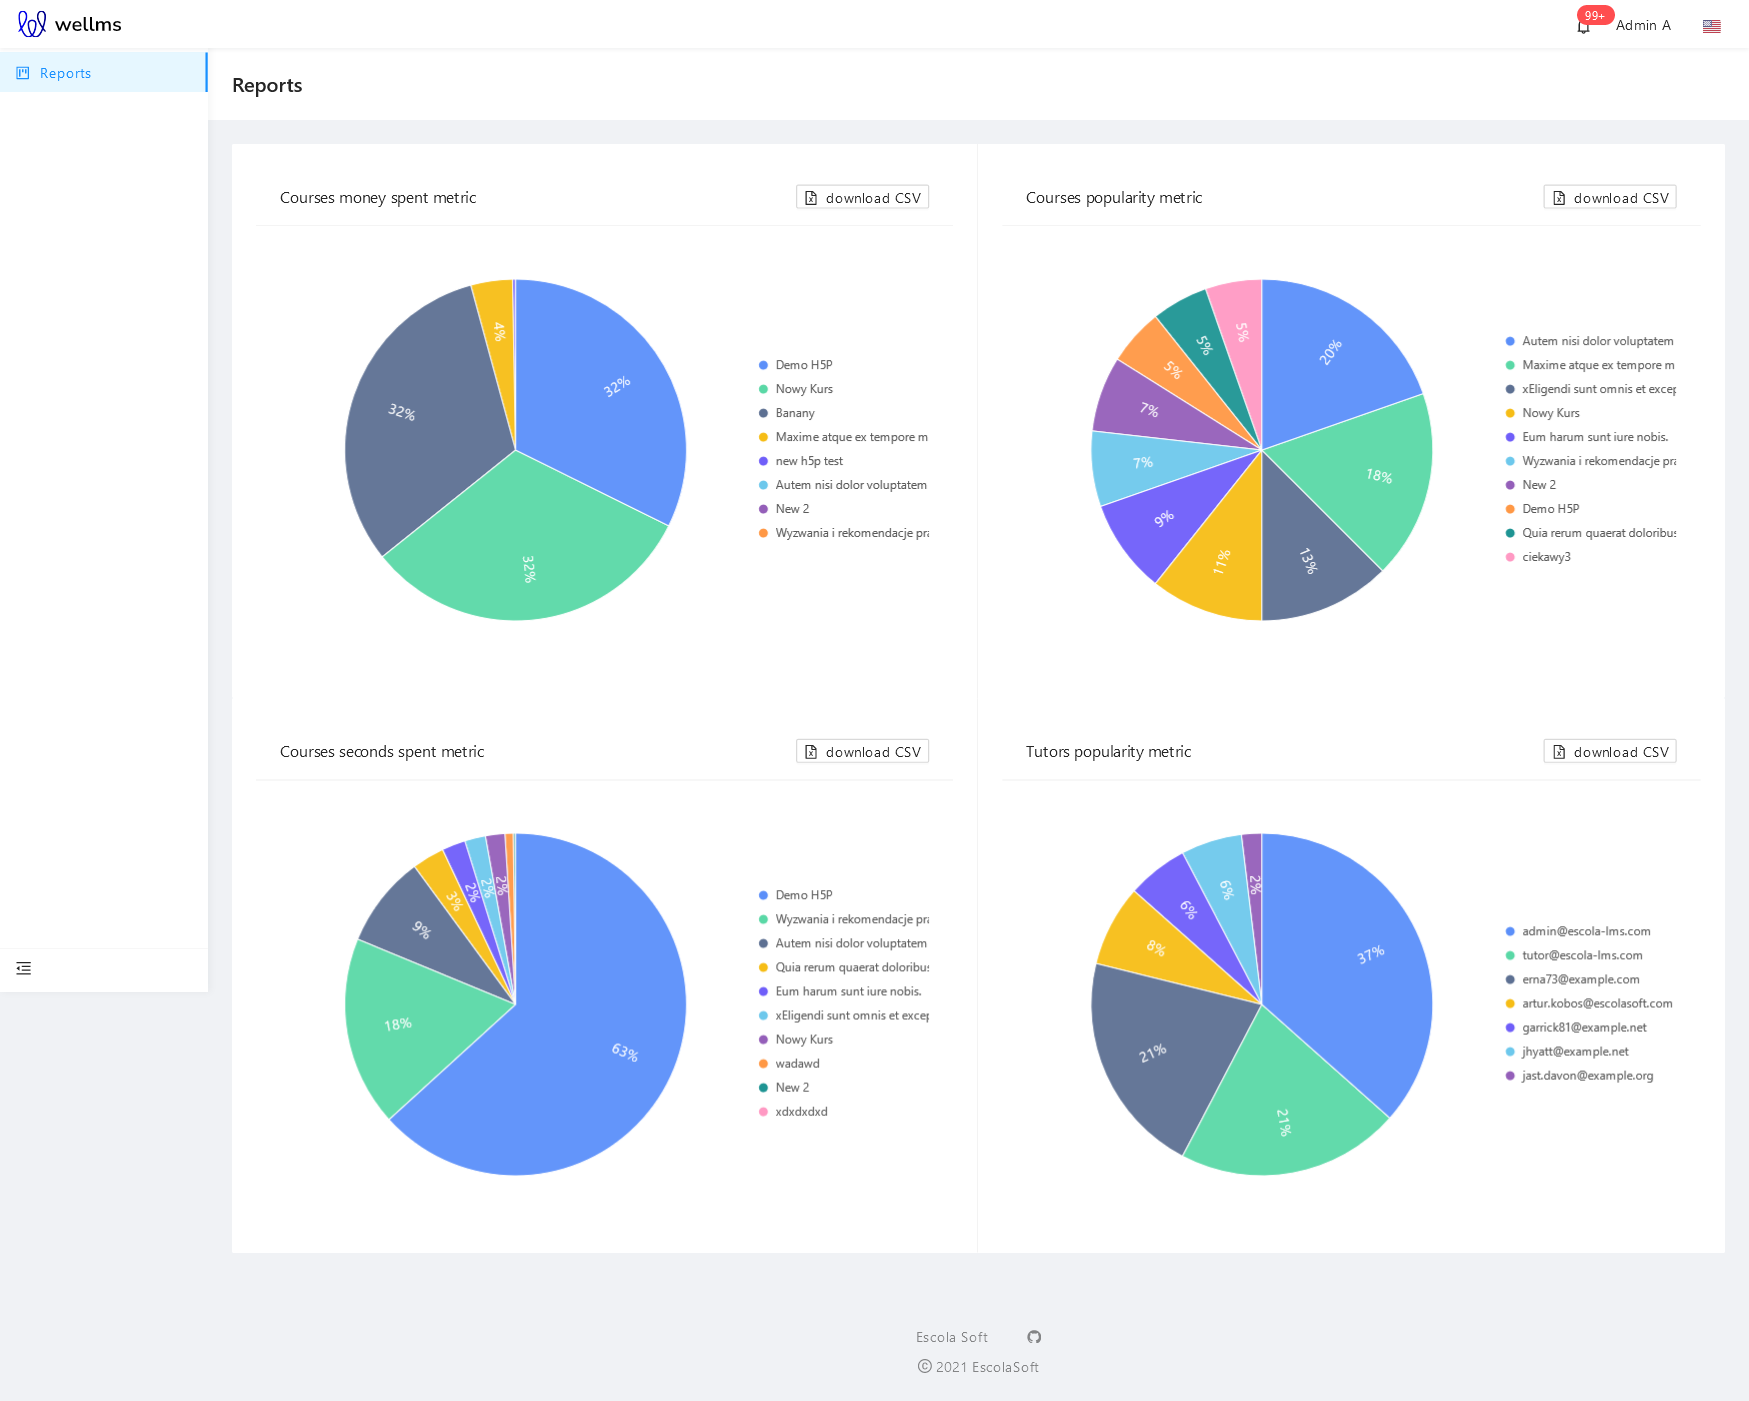 wellms
99+
Admin A
Reports
Reports
Courses money spent metric
download CSV
32%
32%
32%
4%
Demo H5P
Nowy Kurs
Banany
Maxime atque ex tempore m
new h5p test
Autem nisi dolor voluptatem
New 2
Wyzwania i rekomendacje pra
Courses popularity metric
download CSV
20%
18%
13%
11%
9%
7%
7%
5%
5%
5%
Autem nisi dolor voluptatem
Maxime atque ex tempore m
xEligendi sunt omnis et excep
Nowy Kurs
Eum harum sunt iure nobis.
Wyzwania i rekomendacje pra
New 2
Demo H5P
Quia rerum quaerat doloribus
ciekawy3
Courses seconds spent metric
download CSV
63%
18%
9%
3%
2%
2%
2%
Demo H5P
Wyzwania i rekomendacje pra
Autem nisi dolor voluptatem
Quia rerum quaerat doloribus
Eum harum sunt iure nobis.
xEligendi sunt omnis et excep
Nowy Kurs
wadawd
New 2
xdxdxdxd
Tutors popularity metric
download CSV
37%
21%
21%
8%
6%
6%
2%
admin@escola-lms.com
tutor@escola-lms.com
erna73@example.com
artur.kobos@escolasoft.com
garrick81@example.net
jhyatt@example.net
jast.davon@example.org
Escola Soft
© 2021 EscolaSoft